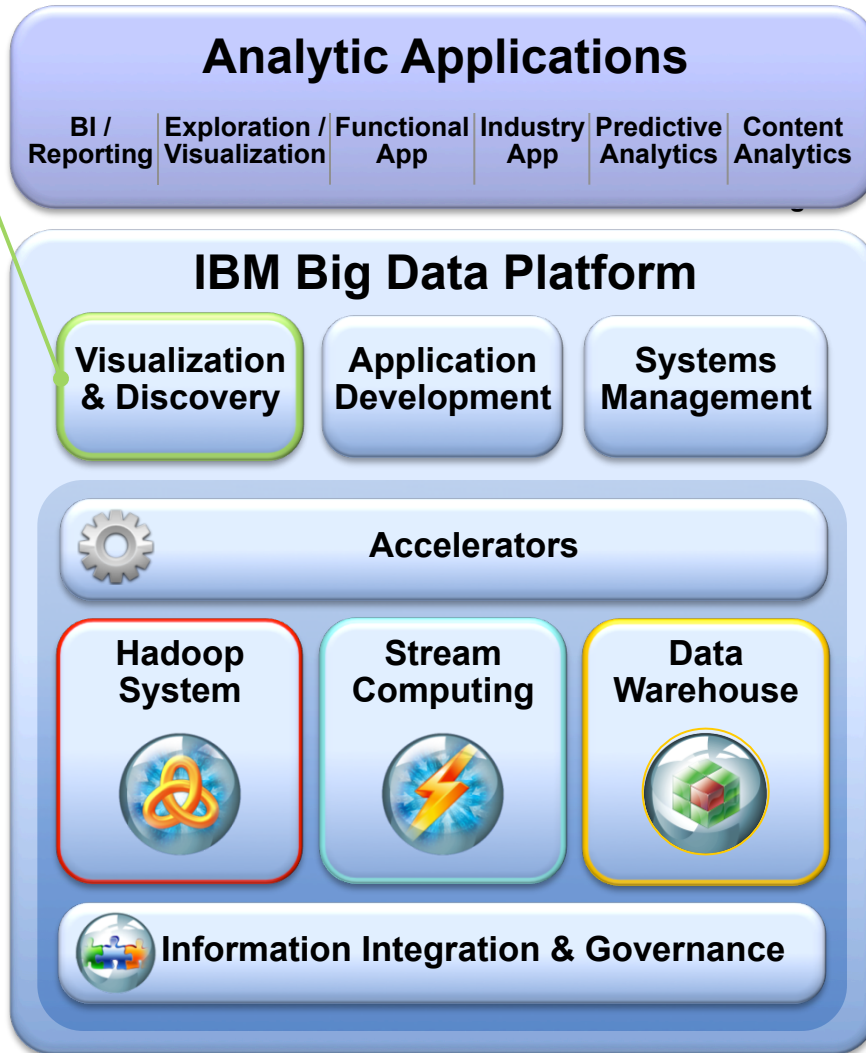 Analytic Applications
BI / Reporting
Exploration / Visualization
Functional App
Industry App
Predictive Analytics
Content Analytics
IBM Big Data Platform
Visualization
& Discovery
Application
Development
Systems
Management
Accelerators
Hadoop
System
Stream
Computing
Data
Warehouse
Information Integration & Governance